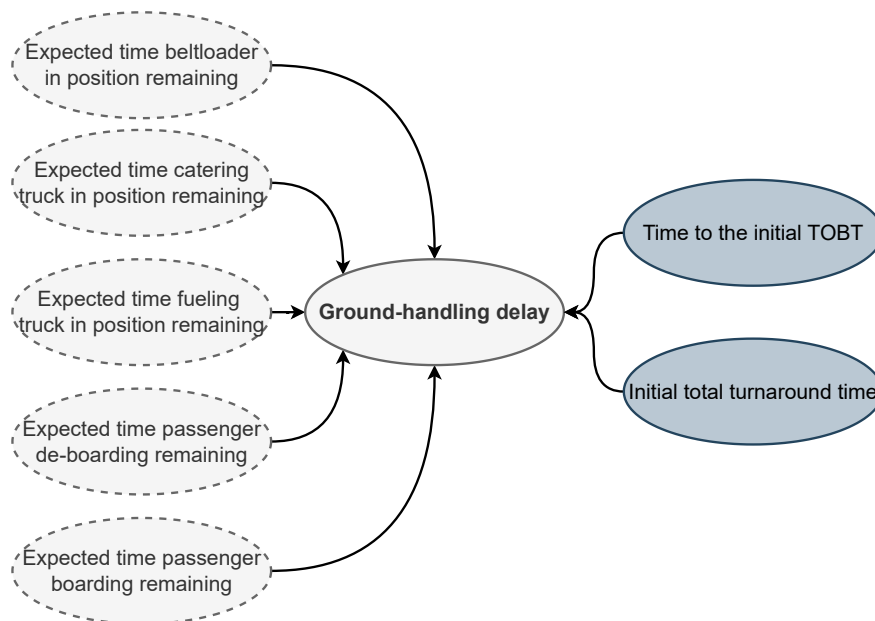 Expected time beltloader
in position remaining
Expected time catering
truck in position remaining
Expected time fueling
truck in position remaining
Expected time passenger
de-boarding remaining
Expected time passenger
boarding remaining
Ground-handling delay
Time to the initial TOBT
Initial total turnaround time